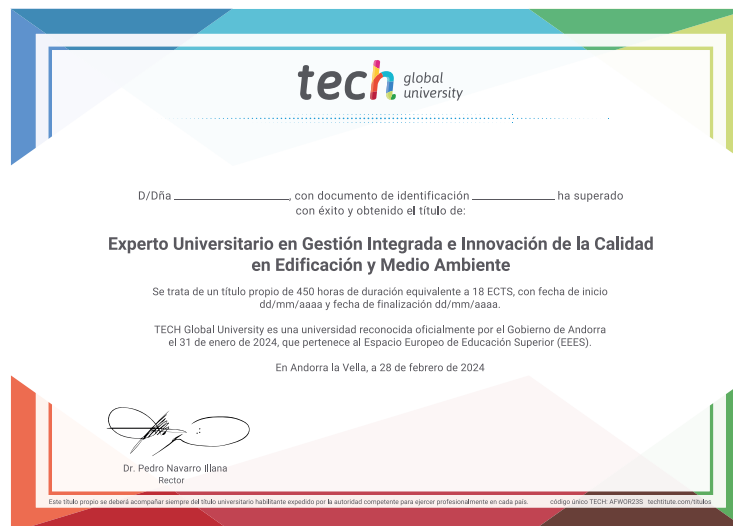 tech global university
D/Dña ______________, con documento de identificación __________ ha superado
con éxito y obtenido el título de:
Experto Universitario en Gestión Integrada e Innovación de la Calidad
en Edificación y Medio Ambiente
Se trata de un título propio de 450 horas de duración equivalente a 18 ECTS, con fecha de inicio
dd/mm/aaaa y fecha de finalización dd/mm/aaaa.
TECH Global University es una universidad reconocida oficialmente por el Gobierno de Andorra
el 31 de enero de 2024, que pertenece al Espacio Europeo de Educación Superior (EEES).
En Andorra la Vella, a 28 de febrero de 2024
Dr. Pedro Navarro Illana
Rector
Este título propio se deberá acompañar siempre del título universitario habilitante expedido por la autoridad competente para ejercer profesionalmente en cada país. código único TECH: AFWOR23S techtitute.com/titulos